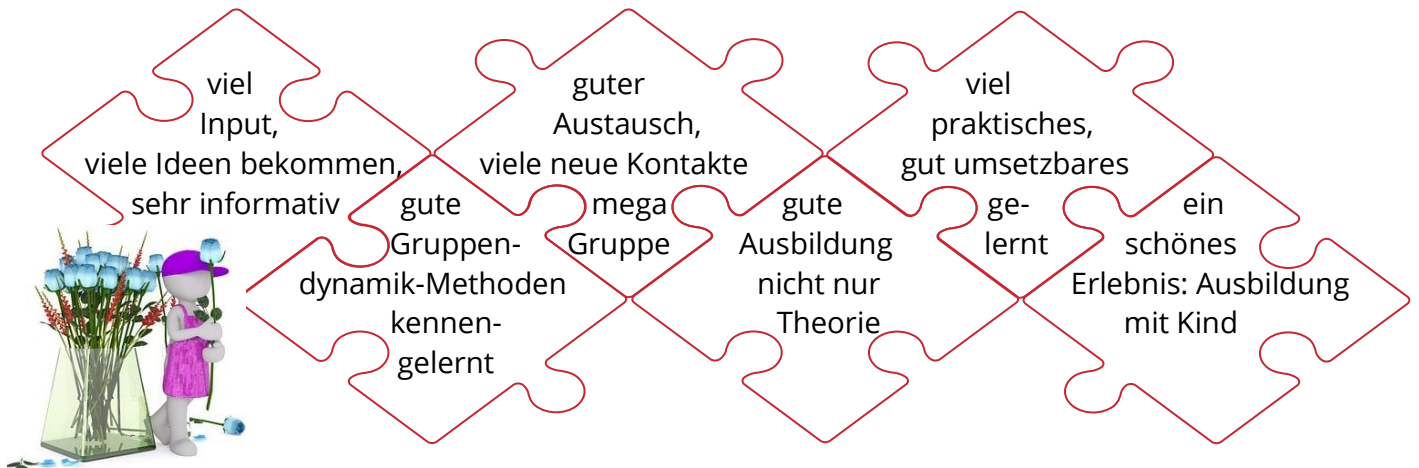 viel
Input,
viele Ideen bekommen,
sehr informativ
guter
Austausch,
viele neue Kontakte
mega
Gruppe
viel
praktisches,
gut umsetzbares
ge-
lernt
gute
Gruppen-
dynamik-Methoden
kennen-
gelernt
gute
Ausbildung
nicht nur
Theorie
ein
schönes
Erlebnis: Ausbildung
mit Kind